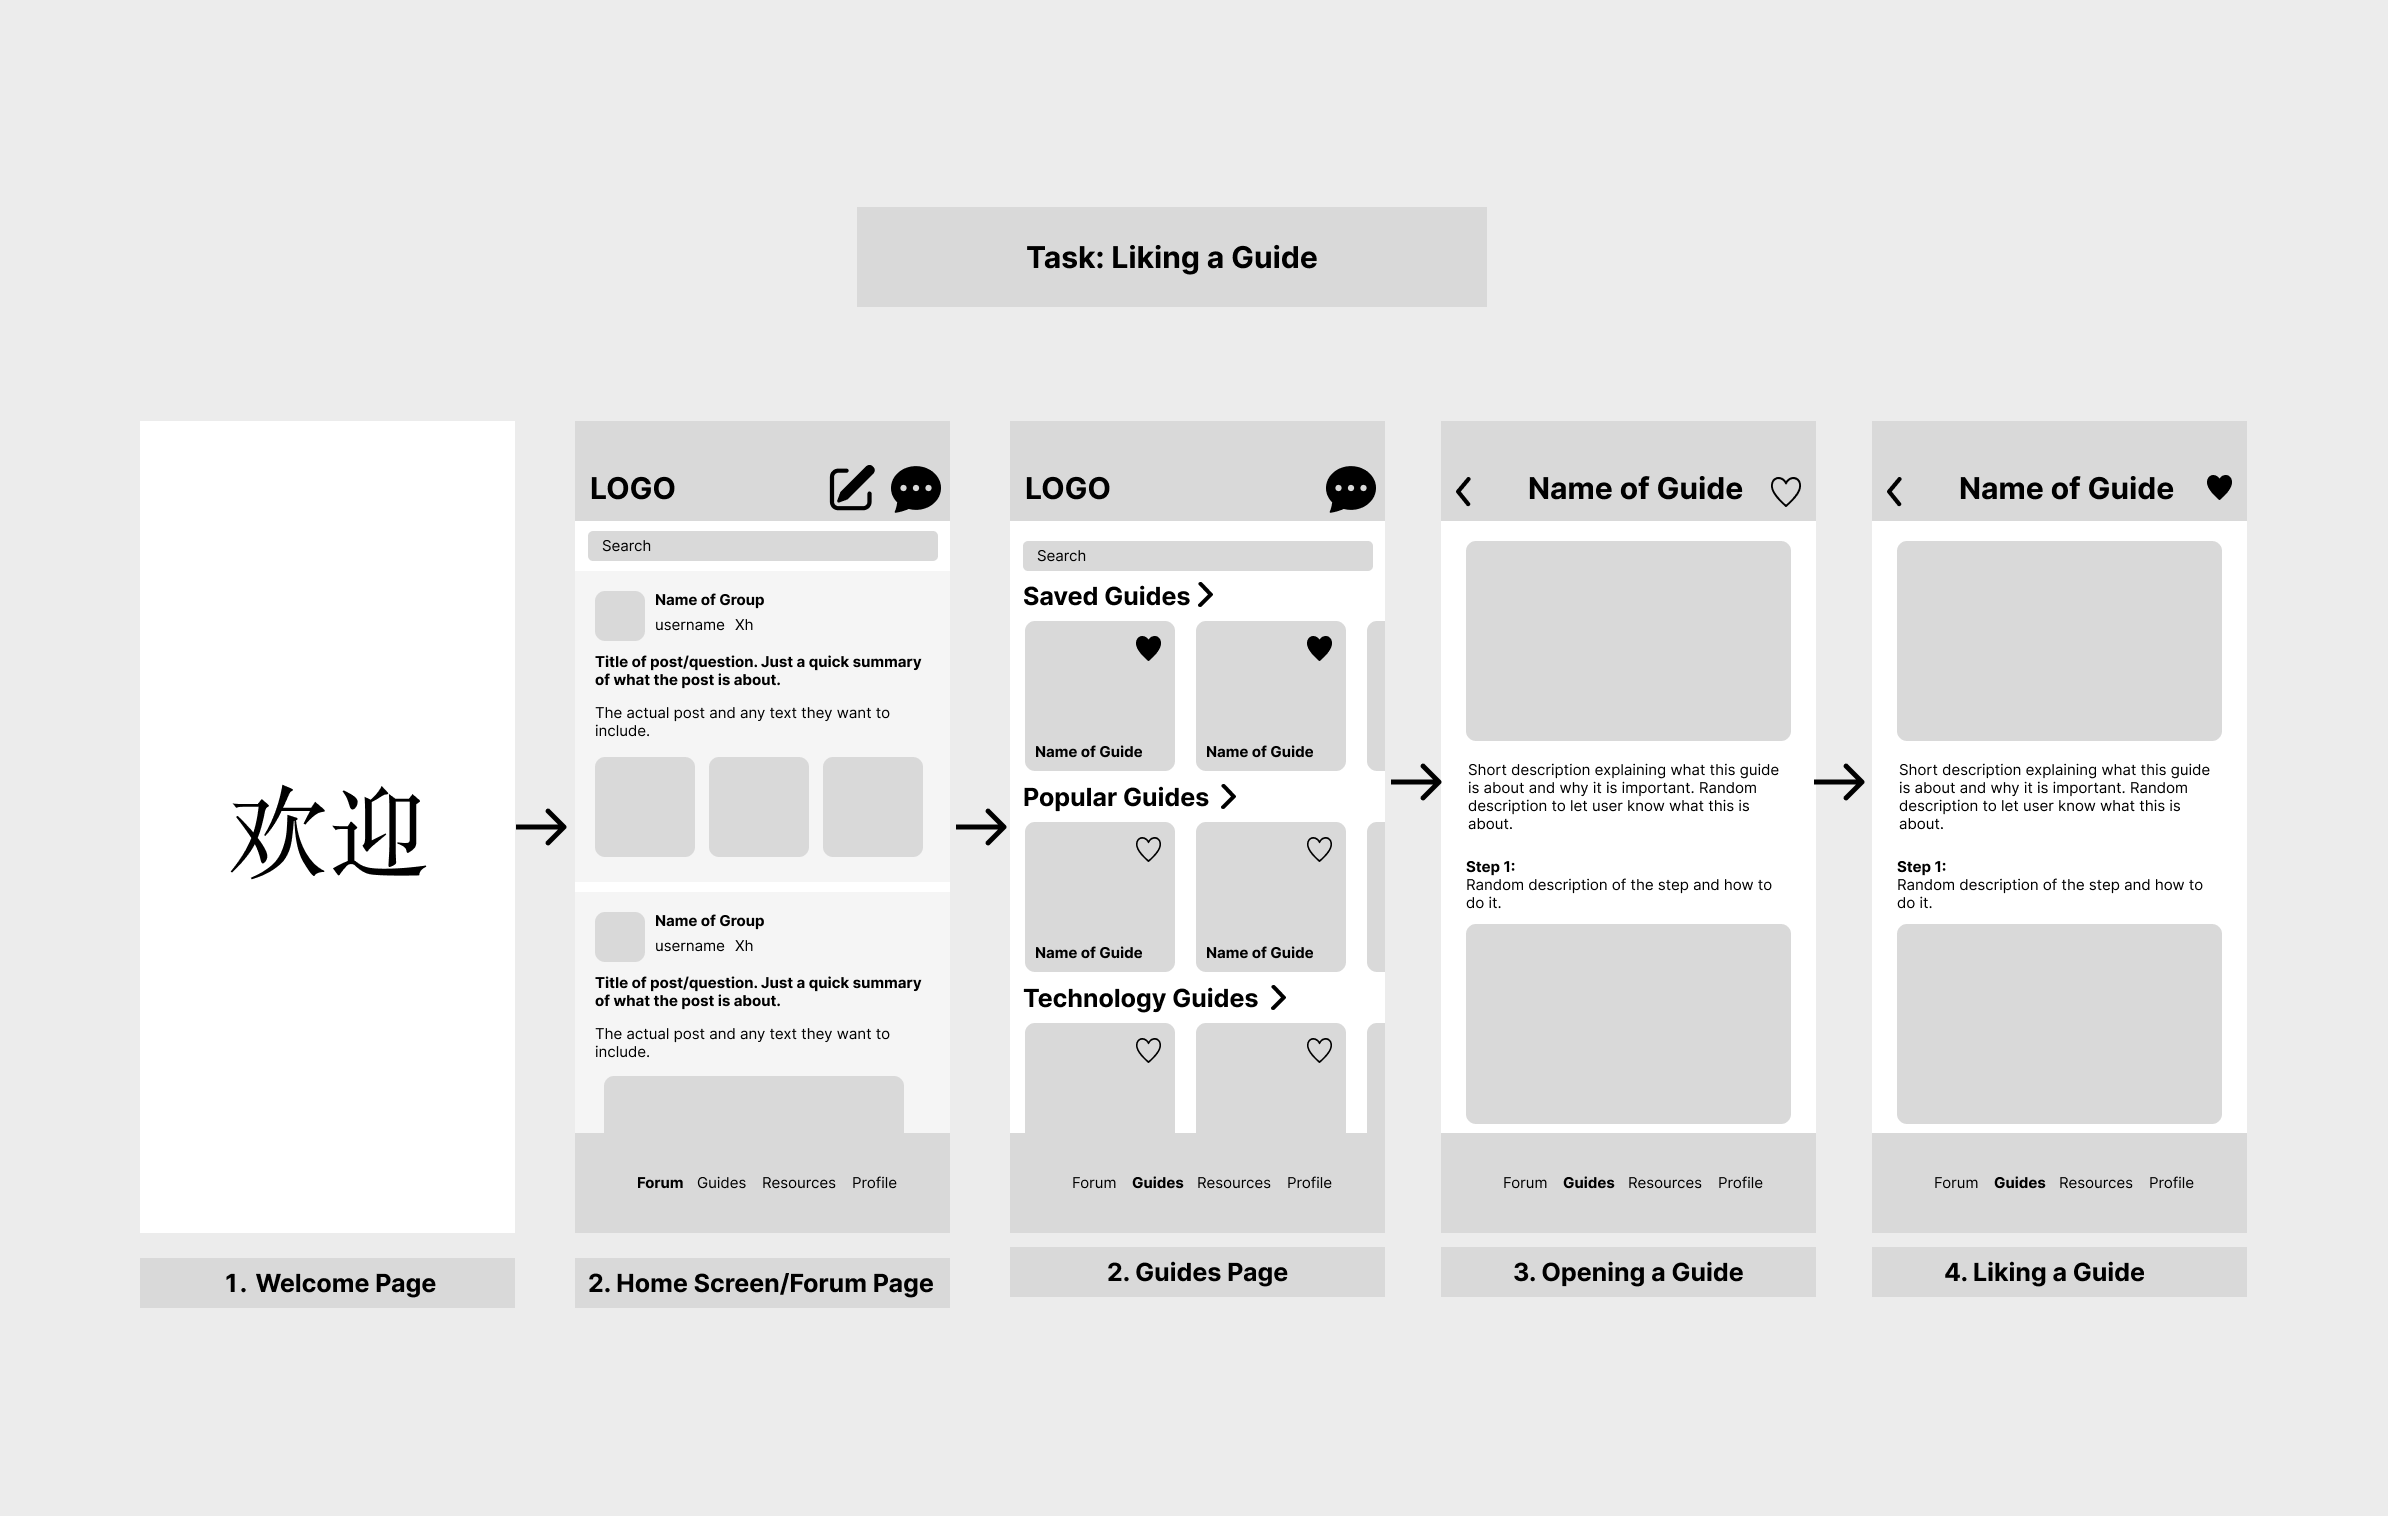 Task: Liking a Guide
欢迎
1. Welcome Page
LOGO
Search
Name of Group
username Xh
Title of post/question. Just a quick summary
of what the post is about.
The actual post and any text they want to
include.
Name of Group
username Xh
Title of post/question. Just a quick summary
of what the post is about.
The actual post and any text they want to
include.
Forum Guides Resources Profile
2. Home Screen/Forum Page
LOGO
Search
Saved Guides
Name of Guide Name of Guide
Popular Guides
Name of Guide Name of Guide
Technology Guides
Forum Guides Resources Profile
2. Guides Page
Name of Guide
Short description explaining what this guide
is about and why it is important. Random
description to let user know what this is
about.
Step 1:
Random description of the step and how to
do it.
Forum Guides Resources Profile
3. Opening a Guide
Name of Guide
Short description explaining what this guide
is about and why it is important. Random
description to let user know what this is
about.
Step 1:
Random description of the step and how to
do it.
Forum Guides Resources Profile
4. Liking a Guide